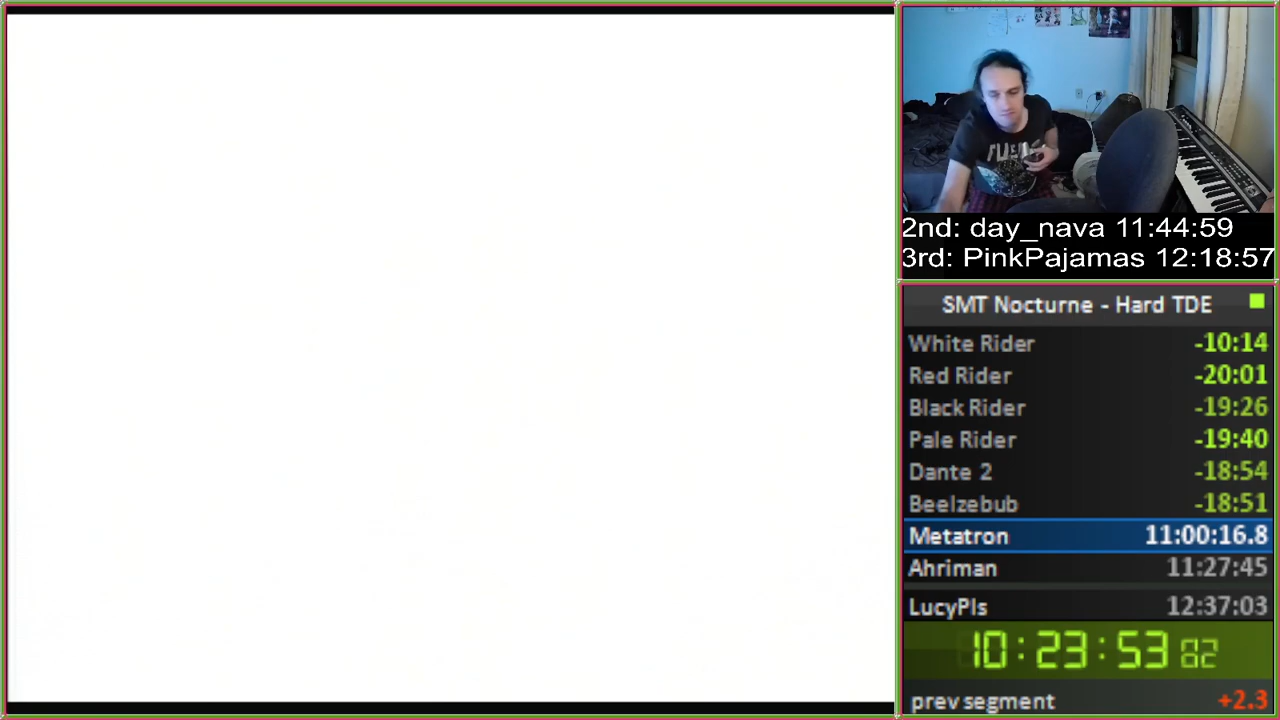 2nd: day_nava 11:44:59
3rd: PinkPajamas 12:18:57
SMT Nocturne - Hard TDE
White Rider -10:14
Red Rider -20:01
Black Rider -19:26
Pale Rider -19:40
Dante 2 -18:54
Beelzebub -18:51
Metatron 11:00:16.8
Ahriman 11:27:45
LucyPls 12:37:03
10:23:53 82
prev segment +2.3